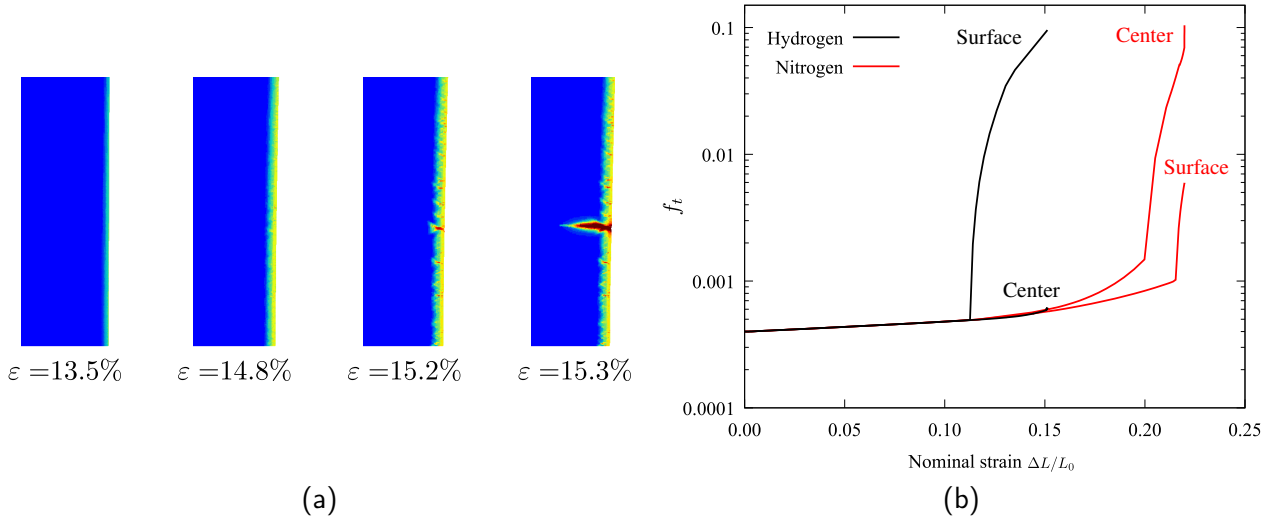 ε =13.5%
ε =14.8%
ε =15.2%
ε =15.3%
(a)
0.1
0.01
0.001
0.0001
f_t
Hydrogen
Nitrogen
Surface
Center
Surface
Center
0.00
0.05
0.10
0.15
0.20
0.25
Nominal strain ΔL/L₀
(b)